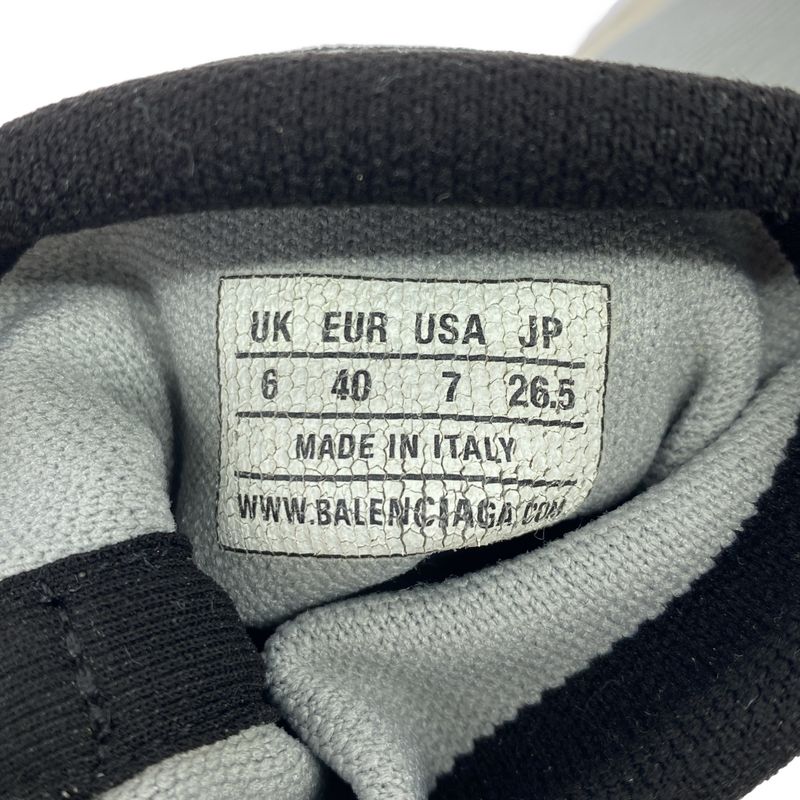 UK EUR USA JP
6 40 7 26.5
MADE IN ITALY
WWW.BALENCIAGA.COM